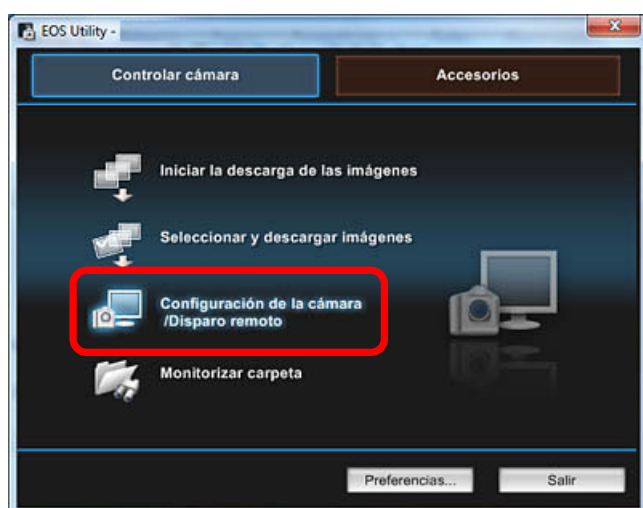 EOS Utility -
Controlar cámara
Accesorios
Iniciar la descarga de las imágenes
Seleccionar y descargar imágenes
Configuración de la cámara
/Disparo remoto
Monitorizar carpeta
Preferencias...
Salir